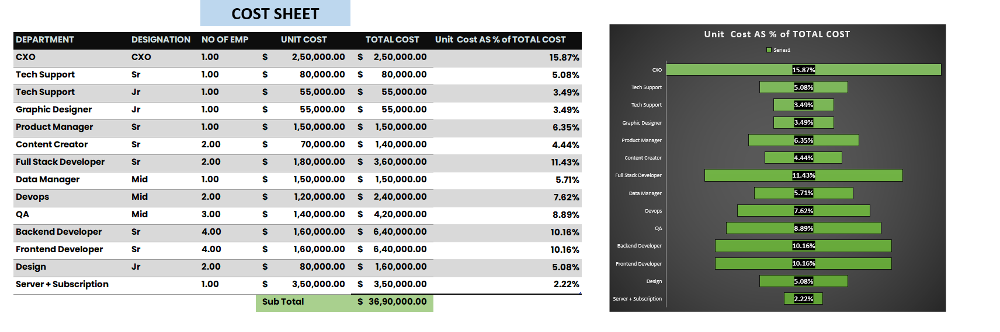 COST SHEET
DEPARTMENT DESIGNATION NO OF EMP UNIT COST TOTAL COST Unit Cost AS % of TOTAL COST
CXO CXO 1.00 $ 2,50,000.00 $ 2,50,000.00 15.87%
Tech Support Sr 1.00 $ 80,000.00 $ 80,000.00 5.08%
Tech Support Jr 1.00 $ 55,000.00 $ 55,000.00 3.49%
Graphic Designer Jr 1.00 $ 55,000.00 $ 55,000.00 3.49%
Product Manager Sr 1.00 $ 1,50,000.00 $ 1,50,000.00 6.35%
Content Creator Sr 2.00 $ 70,000.00 $ 1,40,000.00 4.44%
Full Stack Developer Sr 2.00 $ 1,80,000.00 $ 3,60,000.00 11.43%
Data Manager Mid 1.00 $ 1,50,000.00 $ 1,50,000.00 5.71%
Devops Mid 2.00 $ 1,20,000.00 $ 2,40,000.00 7.62%
QA Mid 3.00 $ 1,40,000.00 $ 4,20,000.00 8.89%
Backend Developer Sr 4.00 $ 1,60,000.00 $ 6,40,000.00 10.16%
Frontend Developer Sr 4.00 $ 1,60,000.00 $ 6,40,000.00 10.16%
Design Jr 2.00 $ 80,000.00 $ 1,60,000.00 5.08%
Server + Subscription 1.00 $ 3,50,000.00 $ 3,50,000.00 2.22%
Sub Total $ 36,90,000.00
Unit Cost AS % of TOTAL COST
Series1
CXO 15.87%
Tech Support 5.08%
Tech Support 3.49%
Graphic Designer 3.49%
Product Manager 6.35%
Content Creator 4.44%
Full Stack Developer 11.43%
Data Manager 5.71%
Devops 7.62%
QA 8.89%
Backend Developer 10.16%
Frontend Developer 10.16%
Design 5.08%
Server + Subscription 2.22%